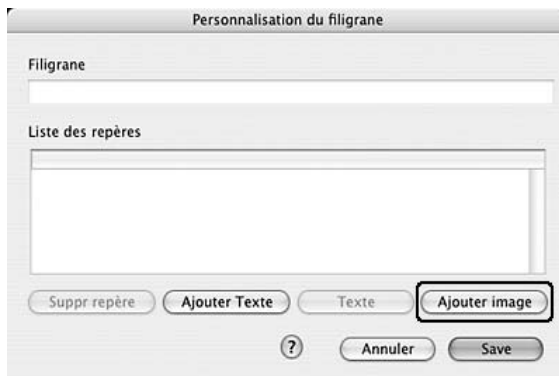 Personnalisation du filigrane
Filigrane
Liste des repères
Suppr repère Ajouter Texte Texte Ajouter image
? Annuler Save